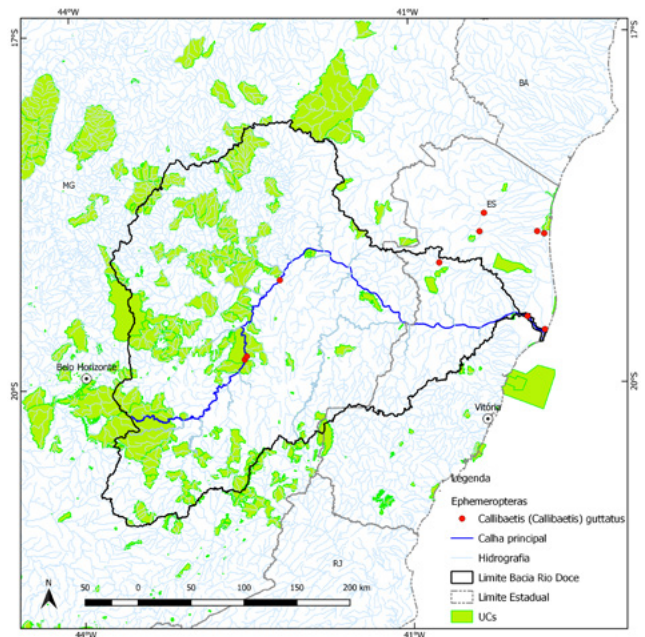 44°W 41°W
17°S 17°S
BA
MG
ES
Belo Horizonte
20°S 20°S
Vitória
Legenda
Ephemeropteras
Callibaetis (Callibaetis) guttatus
Calha principal
Hidrografia
RJ
Limite Bacia Rio Doce
N
50 0 50 100 150 200 km
Limite Estadual
UCs
44°W 41°W